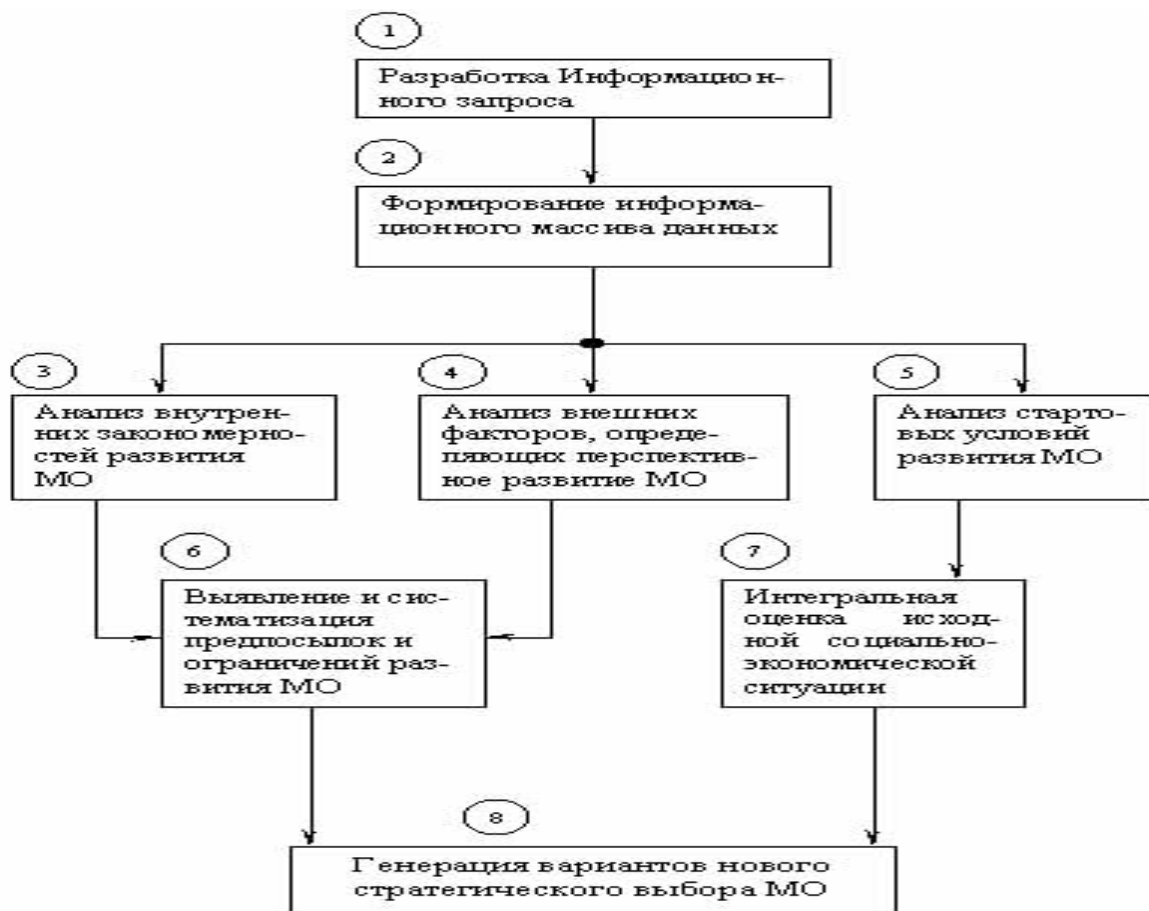 1
Разработка Информацион-
ного запроса
2
Формирование информа-
ционного массива данных
3
Анализ внутрен-
них закономерно-
стей развития
МО
4
Анализ внешних
факторов, опреде-
ляющих перспектив-
ное развитие МО
5
Анализ старто-
вых условий
развития МО
6
Выявление и сис-
тематизация
предпосылок и
ограничений раз-
вития МО
7
Интегральная
оценка исход-
ной социально-
экономической
ситуации
8
Генерация вариантов нового
стратегического выбора МО